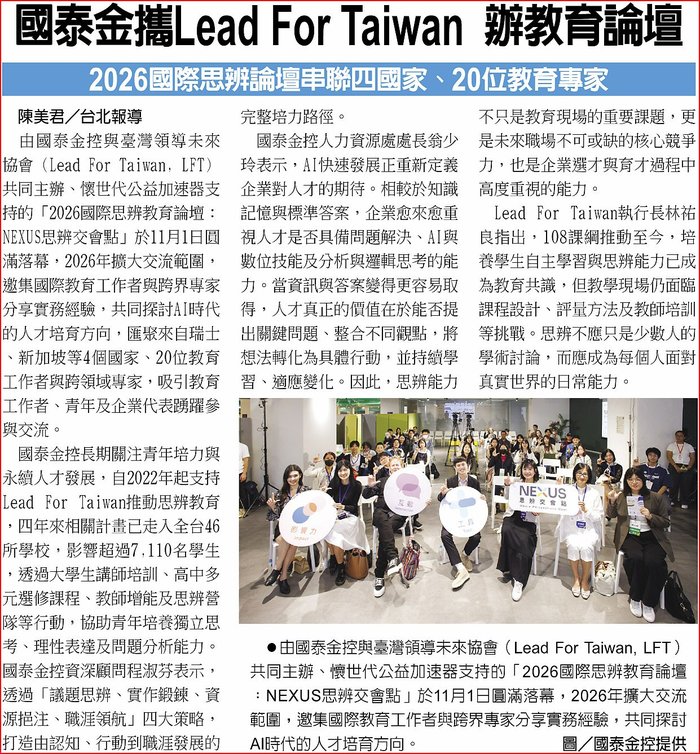 國泰金攜Lead For Taiwan 辦教育論壇
2026國際思辨論壇串聯四國家、20位教育專家
陳美君／台北報導
由國泰金控與臺灣領導未來
協會（Lead For Taiwan, LFT）
共同主辦、懷世代公益加速器支
持的「2026國際思辨教育論壇：
NEXUS思辨交會點」於11月1日圓
滿落幕，2026年擴大交流範圍，
邀集國際教育工作者與跨界專家
分享實務經驗，共同探討AI時代
的人才培育方向，匯聚來自瑞士
、新加坡等4個國家、20位教育
工作者與跨領域專家，吸引教育
工作者、青年及企業代表踴躍參
與交流。
國泰金控長期關注青年培力與
永續人才發展，自2022年起支持
Lead For Taiwan推動思辨教育
，四年來相關計畫已走入全台46
所學校，影響超過7,110名學生
，透過大學生講師培訓、高中多
元選修課程、教師增能及思辨營
隊等行動，協助青年培養獨立思
考、理性表達及問題分析能力。
國泰金控資深顧問程淑芬表示，
透過「議題思辨、實作鍛鍊、資
源挹注、職涯領航」四大策略，
打造由認知、行動到職涯發展的
完整培力路徑。
國泰金控人力資源處處長翁少
玲表示，AI快速發展正重新定義
企業對人才的期待。相較於知識
記憶與標準答案，企業愈來愈重
視人才是否具備問題解決、AI與
數位技能及分析與邏輯思考的能
力。當資訊與答案變得更容易取
得，人才真正的價值在於能否提
出關鍵問題、整合不同觀點，將
想法轉化為具體行動，並持續學
習、適應變化。因此，思辨能力
不只是教育現場的重要課題，更
是未來職場不可或缺的核心競爭
力，也是企業選才與育才過程中
高度重視的能力。
Lead For Taiwan執行長林祐
良指出，108課綱推動至今，培
養學生自主學習與思辨能力已成
為教育共識，但教學現場仍面臨
課程設計、評量方法及教師培訓
等挑戰。思辨不應只是少數人的
學術討論，而應成為每個人面對
真實世界的日常能力。
影響力
互動
工具
NEXUS
思辨交會點
●由國泰金控與臺灣領導未來協會（Lead For Taiwan, LFT）
共同主辦、懷世代公益加速器支持的「2026國際思辨教育論壇
：NEXUS思辨交會點」於11月1日圓滿落幕，2026年擴大交流
範圍，邀集國際教育工作者與跨界專家分享實務經驗，共同探討
AI時代的人才培育方向。 圖／國泰金控提供